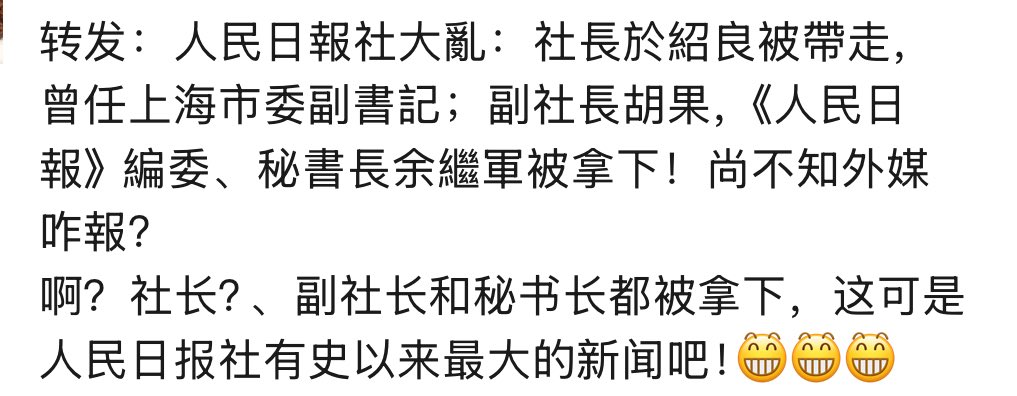 转发：人民日報社大亂：社長於紹良被帶走，
曾任上海市委副書記；副社長胡果，《人民日
報》編委、秘書長余繼軍被拿下！尚不知外媒
咋報？
啊？社长？、副社长和秘书长都被拿下，这可是
人民日报社有史以来最大的新闻吧！😁😁😁